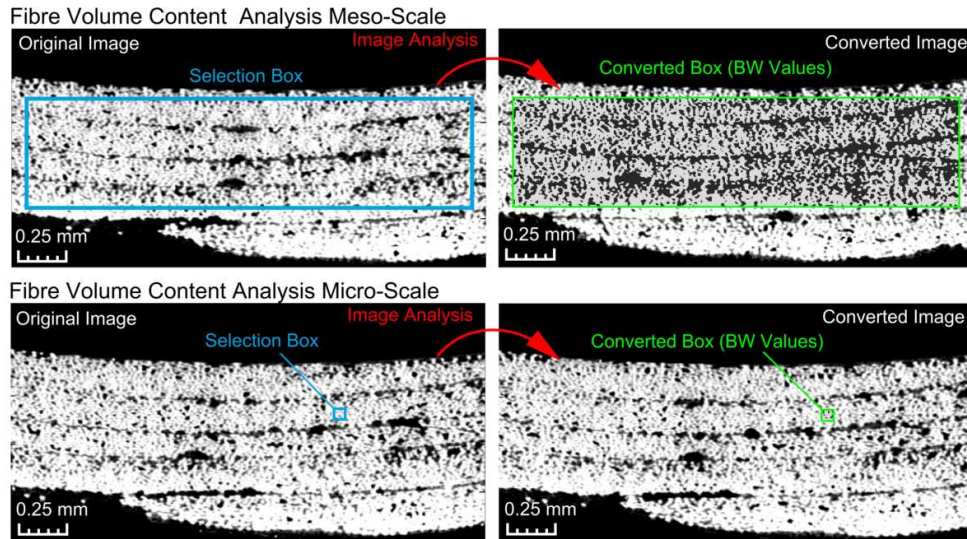 Fibre Volume Content Analysis Meso-Scale
Original Image
Image Analysis
Converted Image
Selection Box
Converted Box (BW Values)
0.25 mm
0.25 mm
Fibre Volume Content Analysis Micro-Scale
Original Image
Image Analysis
Converted Image
Selection Box
Converted Box (BW Values)
0.25 mm
0.25 mm